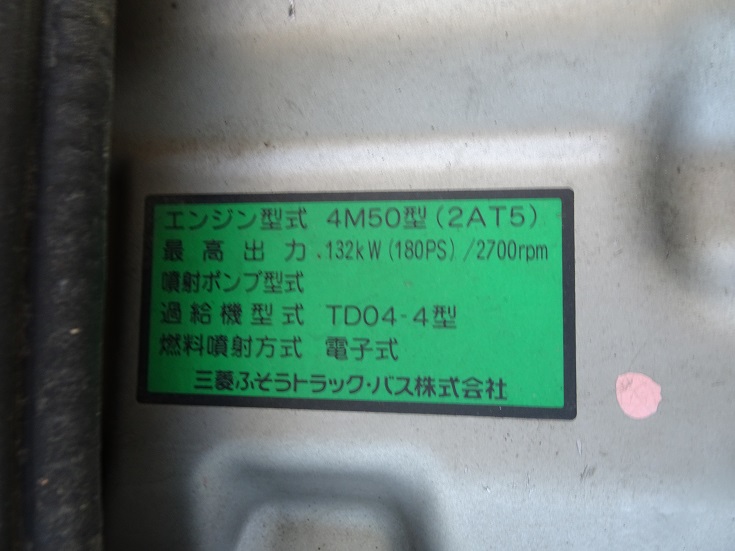 エンジン型式 4M50型(2AT5)
最高出力 132kW(180PS)/2700rpm
噴射ポンプ型式
過給機型式 TD04-4型
燃料噴射方式 電子式
三菱ふそうトラック・バス株式会社